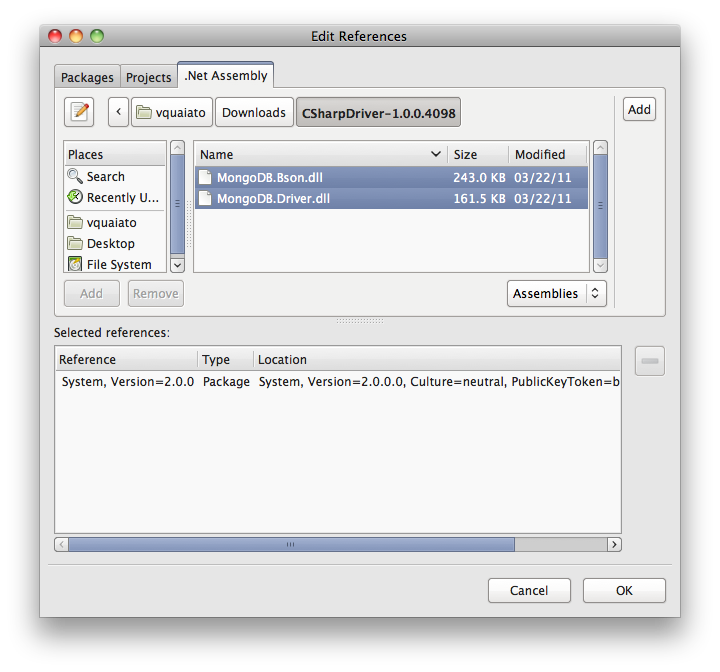 Edit References
Packages Projects .Net Assembly
< vquaiato Downloads CSharpDriver-1.0.0.4098 Add
Places Name Size Modified
Search MongoDB.Bson.dll 243.0 KB 03/22/11
Recently U... MongoDB.Driver.dll 161.5 KB 03/22/11
vquaiato
Desktop
File System
Add Remove Assemblies
Selected references:
Reference Type Location
System, Version=2.0.0 Package System, Version=2.0.0.0, Culture=neutral, PublicKeyToken=b
Cancel OK